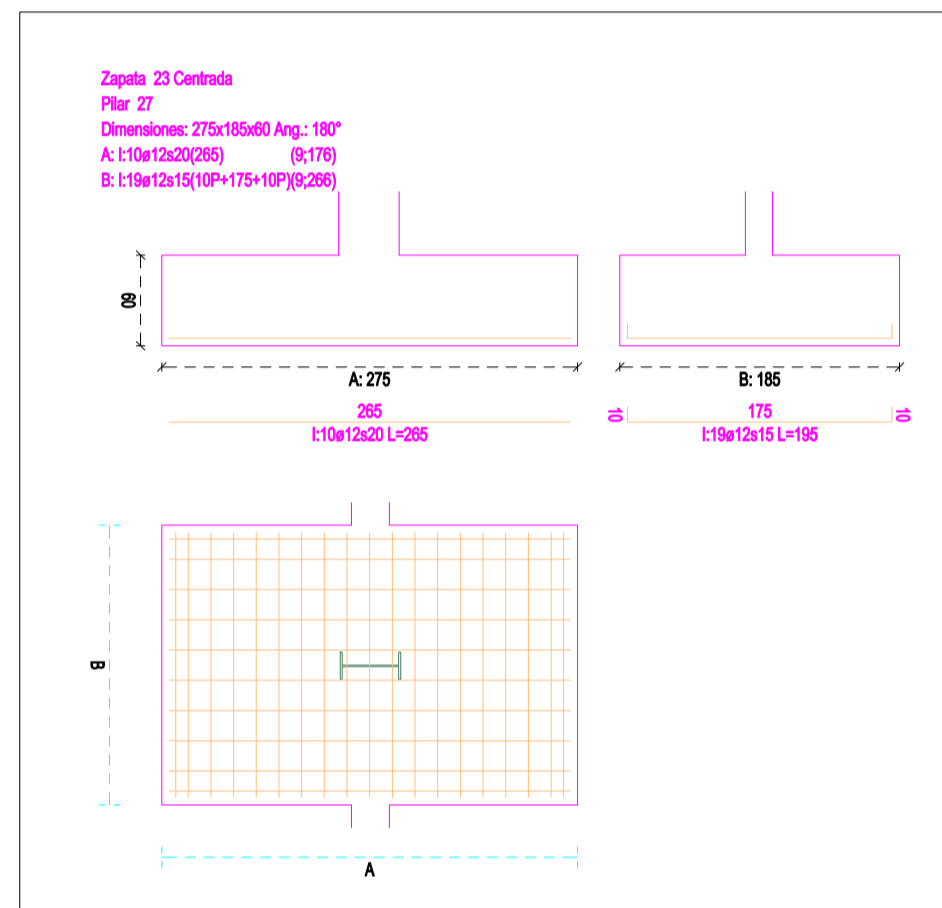 Zapata 23 Centrada
Pilar 27
Dimensiones: 275x185x60 Ang.: 180°
A: I:10ø12s20(265) (9;176)
B: I:19ø12s15(10P+175+10P)(9;266)
60
A: 275
B: 185
265
I:10ø12s20 L=265
10
175
10
I:19ø12s15 L=195
B
A